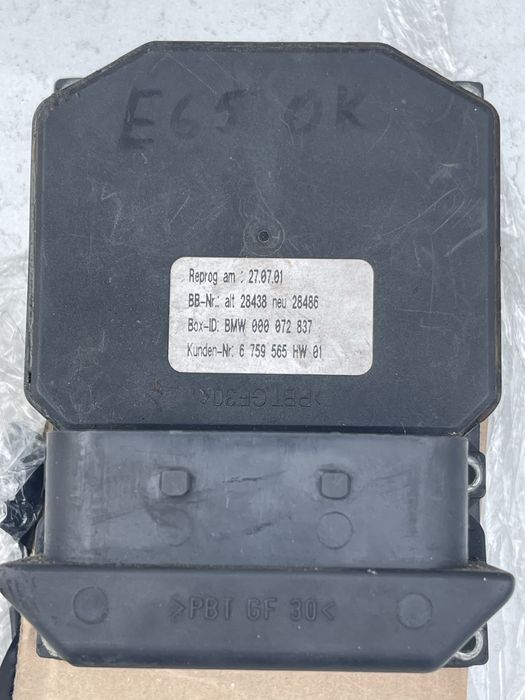 E65 OK
Reprog am : 27.07.01
BB-Nr.: alt 28438 neu 28486
Box-ID: BMW 000 072 837
Kunden-Nr: 6 759 565 HW 01
>PBT GF30<
>PBT GF 30<